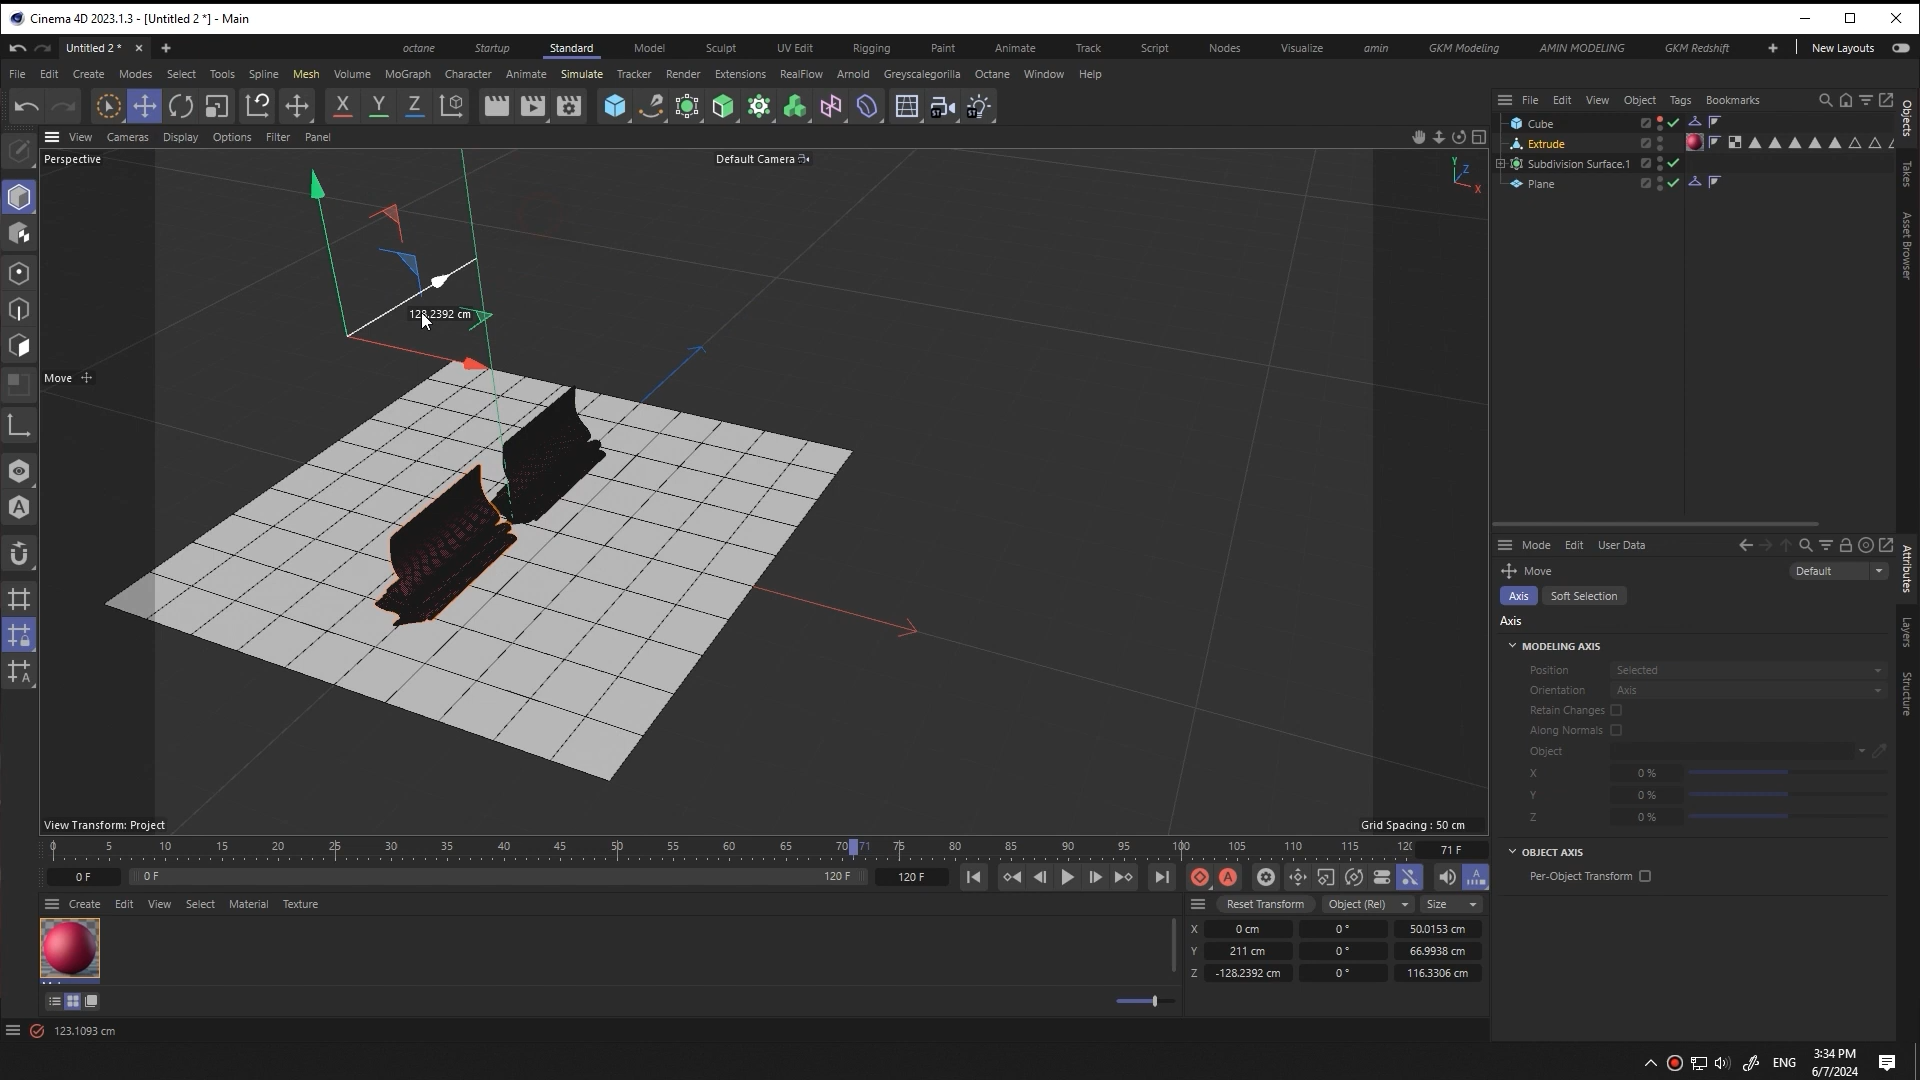 Cinema 4D 2023.1.3 - [Untitled 2 *] - Main
Untitled 2 *
octane
Startup
Standard
Model
Sculpt
UV Edit
Rigging
Paint
Animate
Track
Script
Nodes
Visualize
amin
GKM Modeling
AMIN MODELING
GKM Redshift
New Layouts
File Edit Create Modes Select Tools Spline Mesh Volume MoGraph Character Animate Simulate Tracker Render Extensions RealFlow Arnold Greyscalegorilla Octane Window Help
X Y Z
View Cameras Display Options Filter Panel
Perspective
Default Camera
Y
Z
X
128.2392 cm
Move
View Transform: Project
Grid Spacing : 50 cm
File Edit View Object Tags Bookmarks
Cube
Extrude
Subdivision Surface.1
Plane
Objects
Takes
Asset Browser
Mode Edit User Data
Move
Default
Axis Soft Selection
Axis
MODELING AXIS
Position Selected
Orientation Axis
Retain Changes
Along Normals
Object
X 0 %
Y 0 %
Z 0 %
OBJECT AXIS
Per-Object Transform
Attributes
Layers
Structure
0 5 10 15 20 25 30 35 40 45 50 55 60 65 70 71 75 80 85 90 95 100 105 110 115 120
71 F
0 F
0 F
120 F
120 F
Create Edit View Select Material Texture
Reset Transform
Object (Rel)
Size
X 0 cm 0 ° 50.0153 cm
Y 211 cm 0 ° 66.9938 cm
Z -128.2392 cm 0 ° 116.3306 cm
123.1093 cm
ENG
3:34 PM
6/7/2024